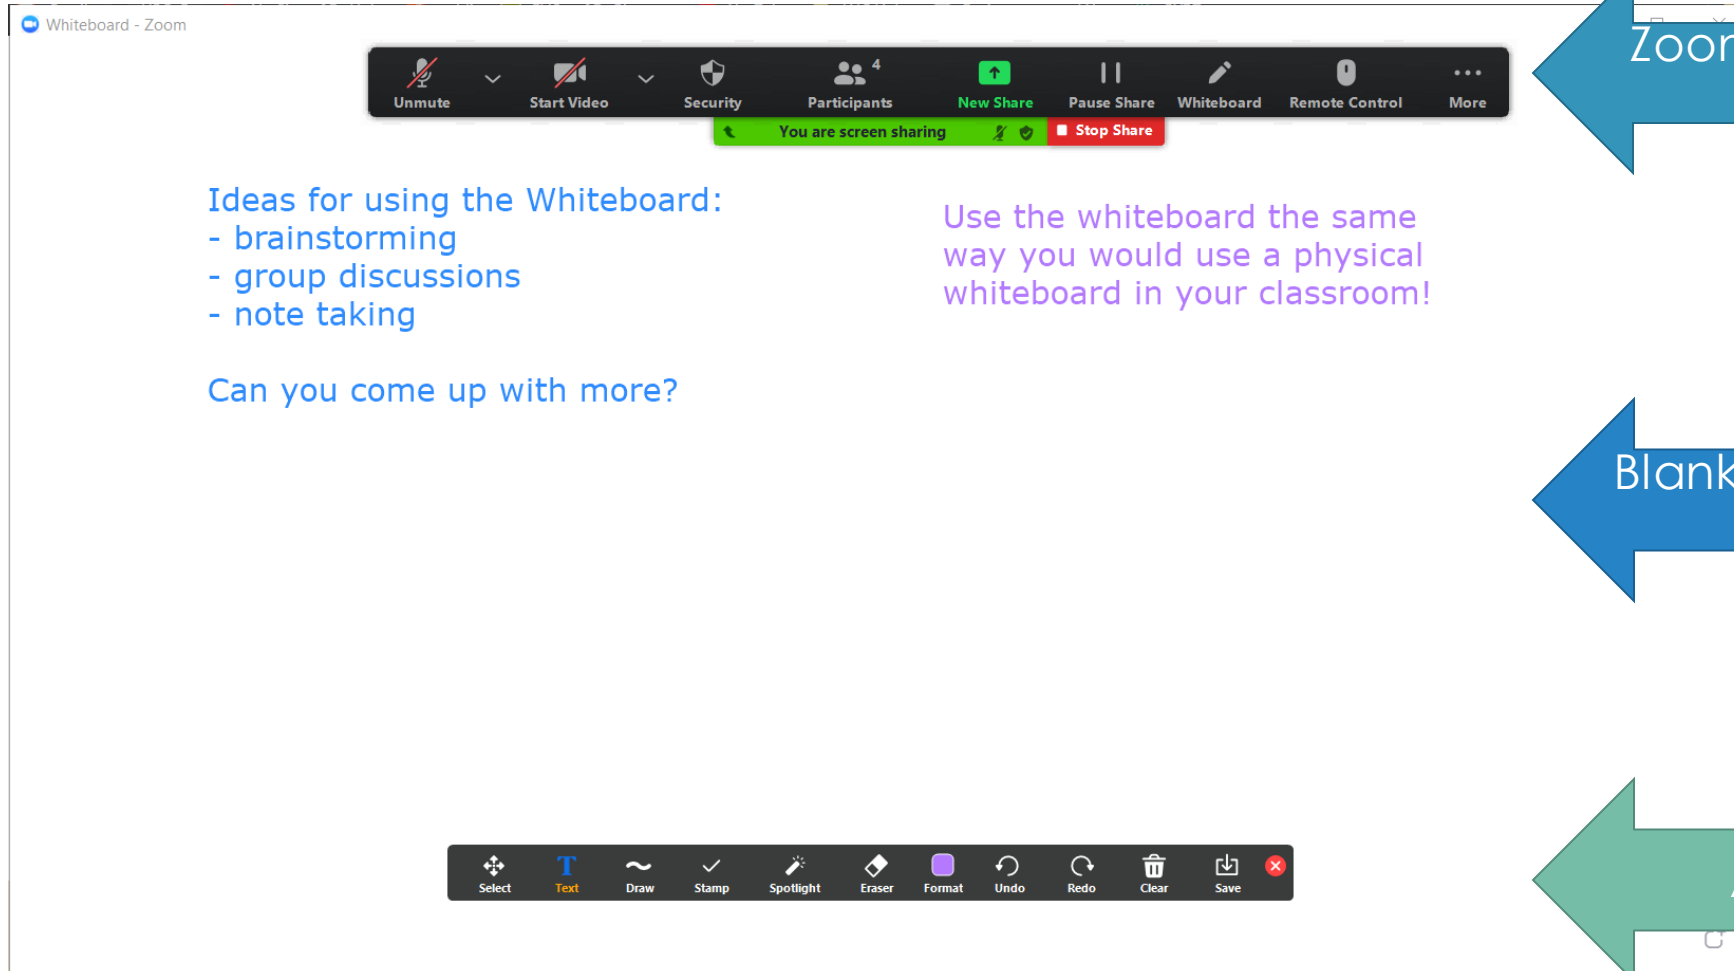 Whiteboard - Zoom
Unmute
Start Video
Security
4
Participants
New Share
Pause Share
Whiteboard
Remote Control
More
You are screen sharing
Stop Share
Ideas for using the Whiteboard:
- brainstorming
- group discussions
- note taking
Can you come up with more?
Use the whiteboard the same
way you would use a physical
whiteboard in your classroom!
Blank
T
Select
Text
Draw
Stamp
Spotlight
Eraser
Format
Undo
Redo
Clear
Save